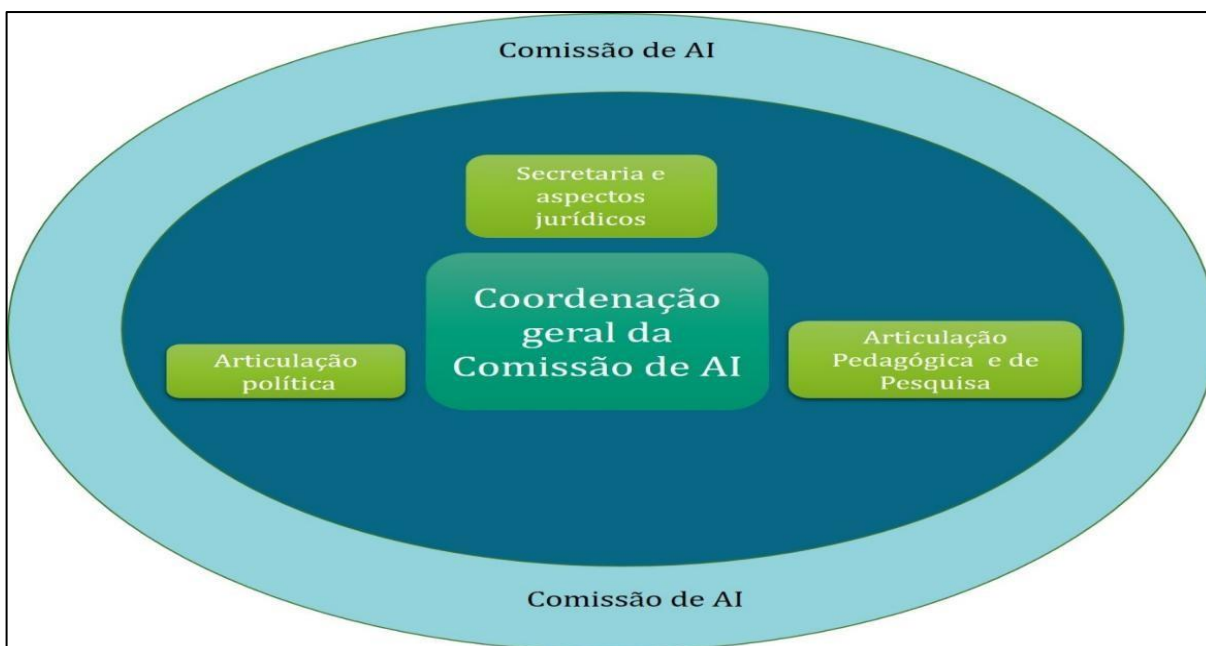 Comissão de AI
Secretaria e
aspectos
jurídicos
Coordenação
geral da
Comissão de AI
Articulação
política
Articulação
Pedagógica e de
Pesquisa
Comissão de AI